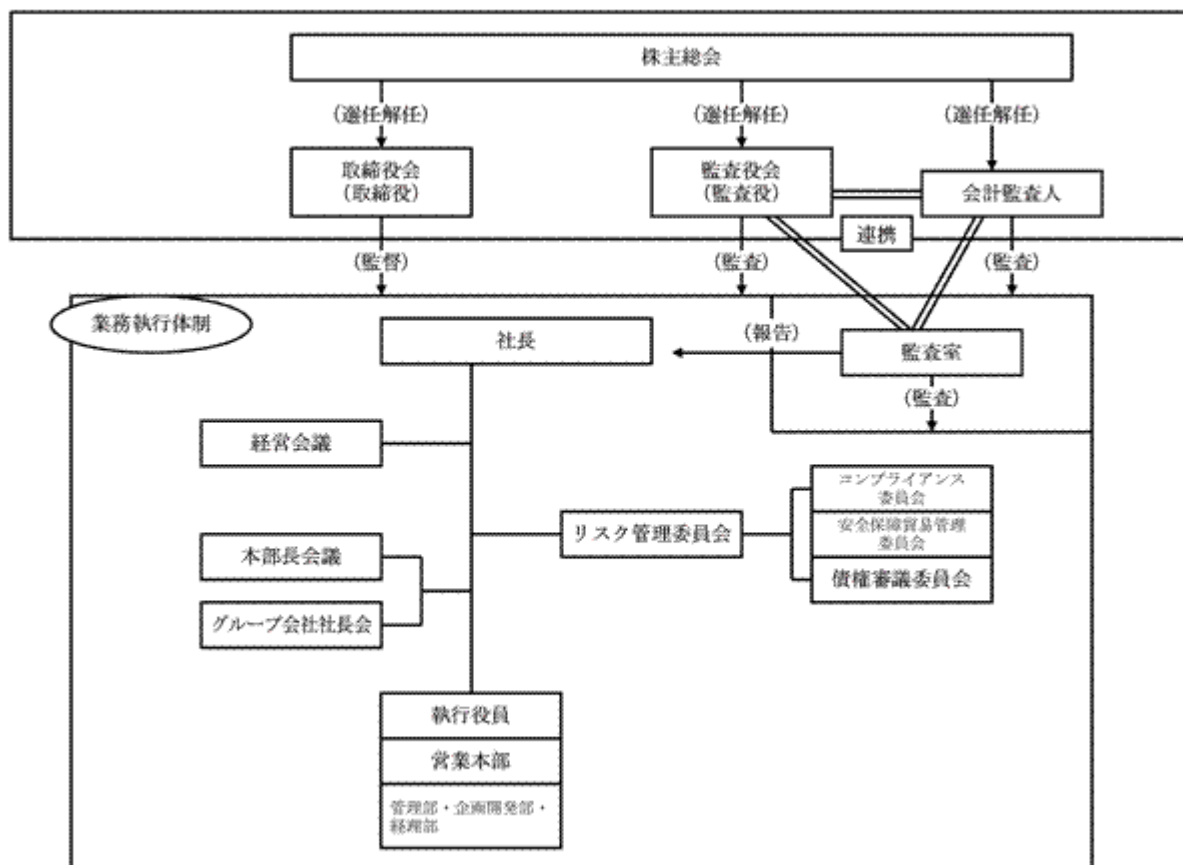 株主総会
(選任解任)
(選任解任)
(選任解任)
取締役会
(取締役)
監査役会
(監査役)
会計監査人
連携
(監督)
(監査)
(監査)
業務執行体制
社長
(報告)
監査室
(監査)
経営会議
コンプライアンス
委員会
リスク管理委員会
安全保障貿易管理
委員会
本部長会議
債権審議委員会
グループ会社社長会
執行役員
営業本部
管理部・企画開発部・
経理部